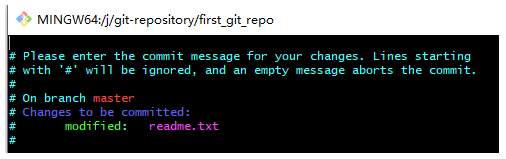 MINGW64:/j/git-repository/first_git_repo
# Please enter the commit message for your changes. Lines starting
# with '#' will be ignored, and an empty message aborts the commit.
#
# On branch master
# Changes to be committed:
#       modified:   readme.txt
#